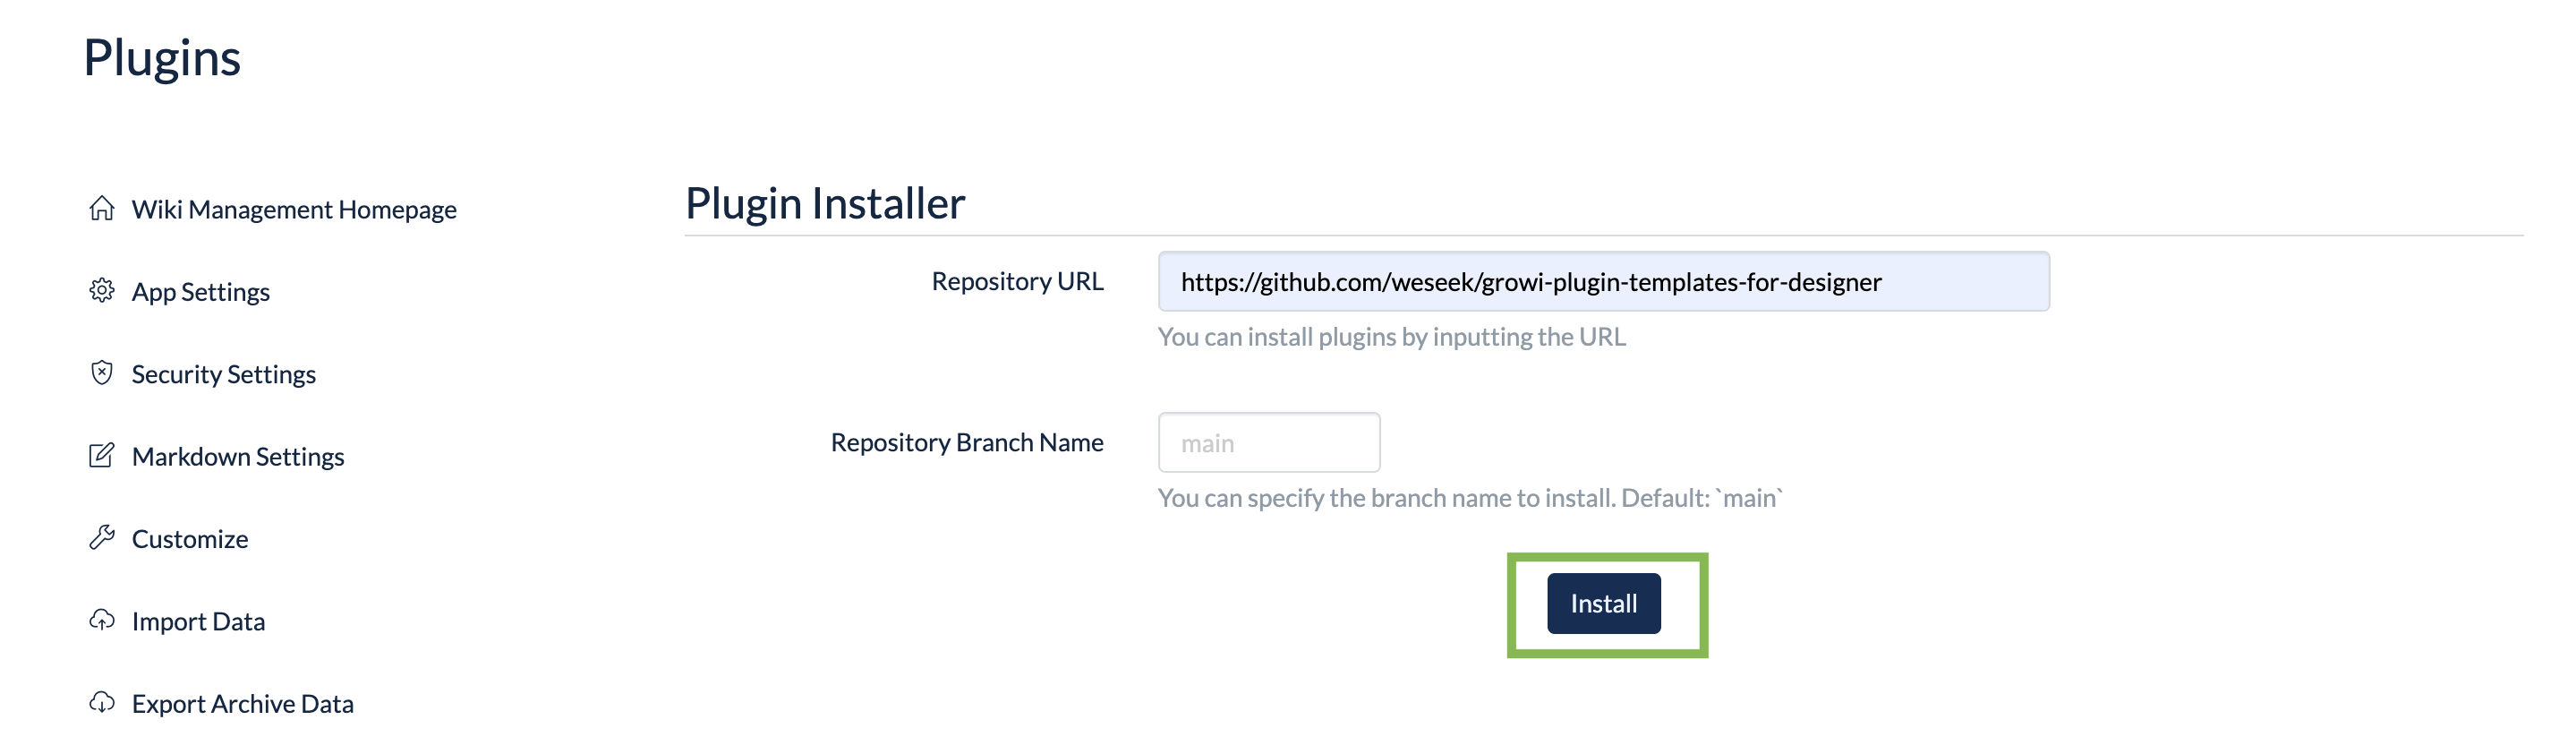 Plugins
Wiki Management Homepage
App Settings
Security Settings
Markdown Settings
Customize
Import Data
Export Archive Data
Plugin Installer
Repository URL
https://github.com/weseek/growi-plugin-templates-for-designer
You can install plugins by inputting the URL
Repository Branch Name
main
You can specify the branch name to install. Default: `main`
Install